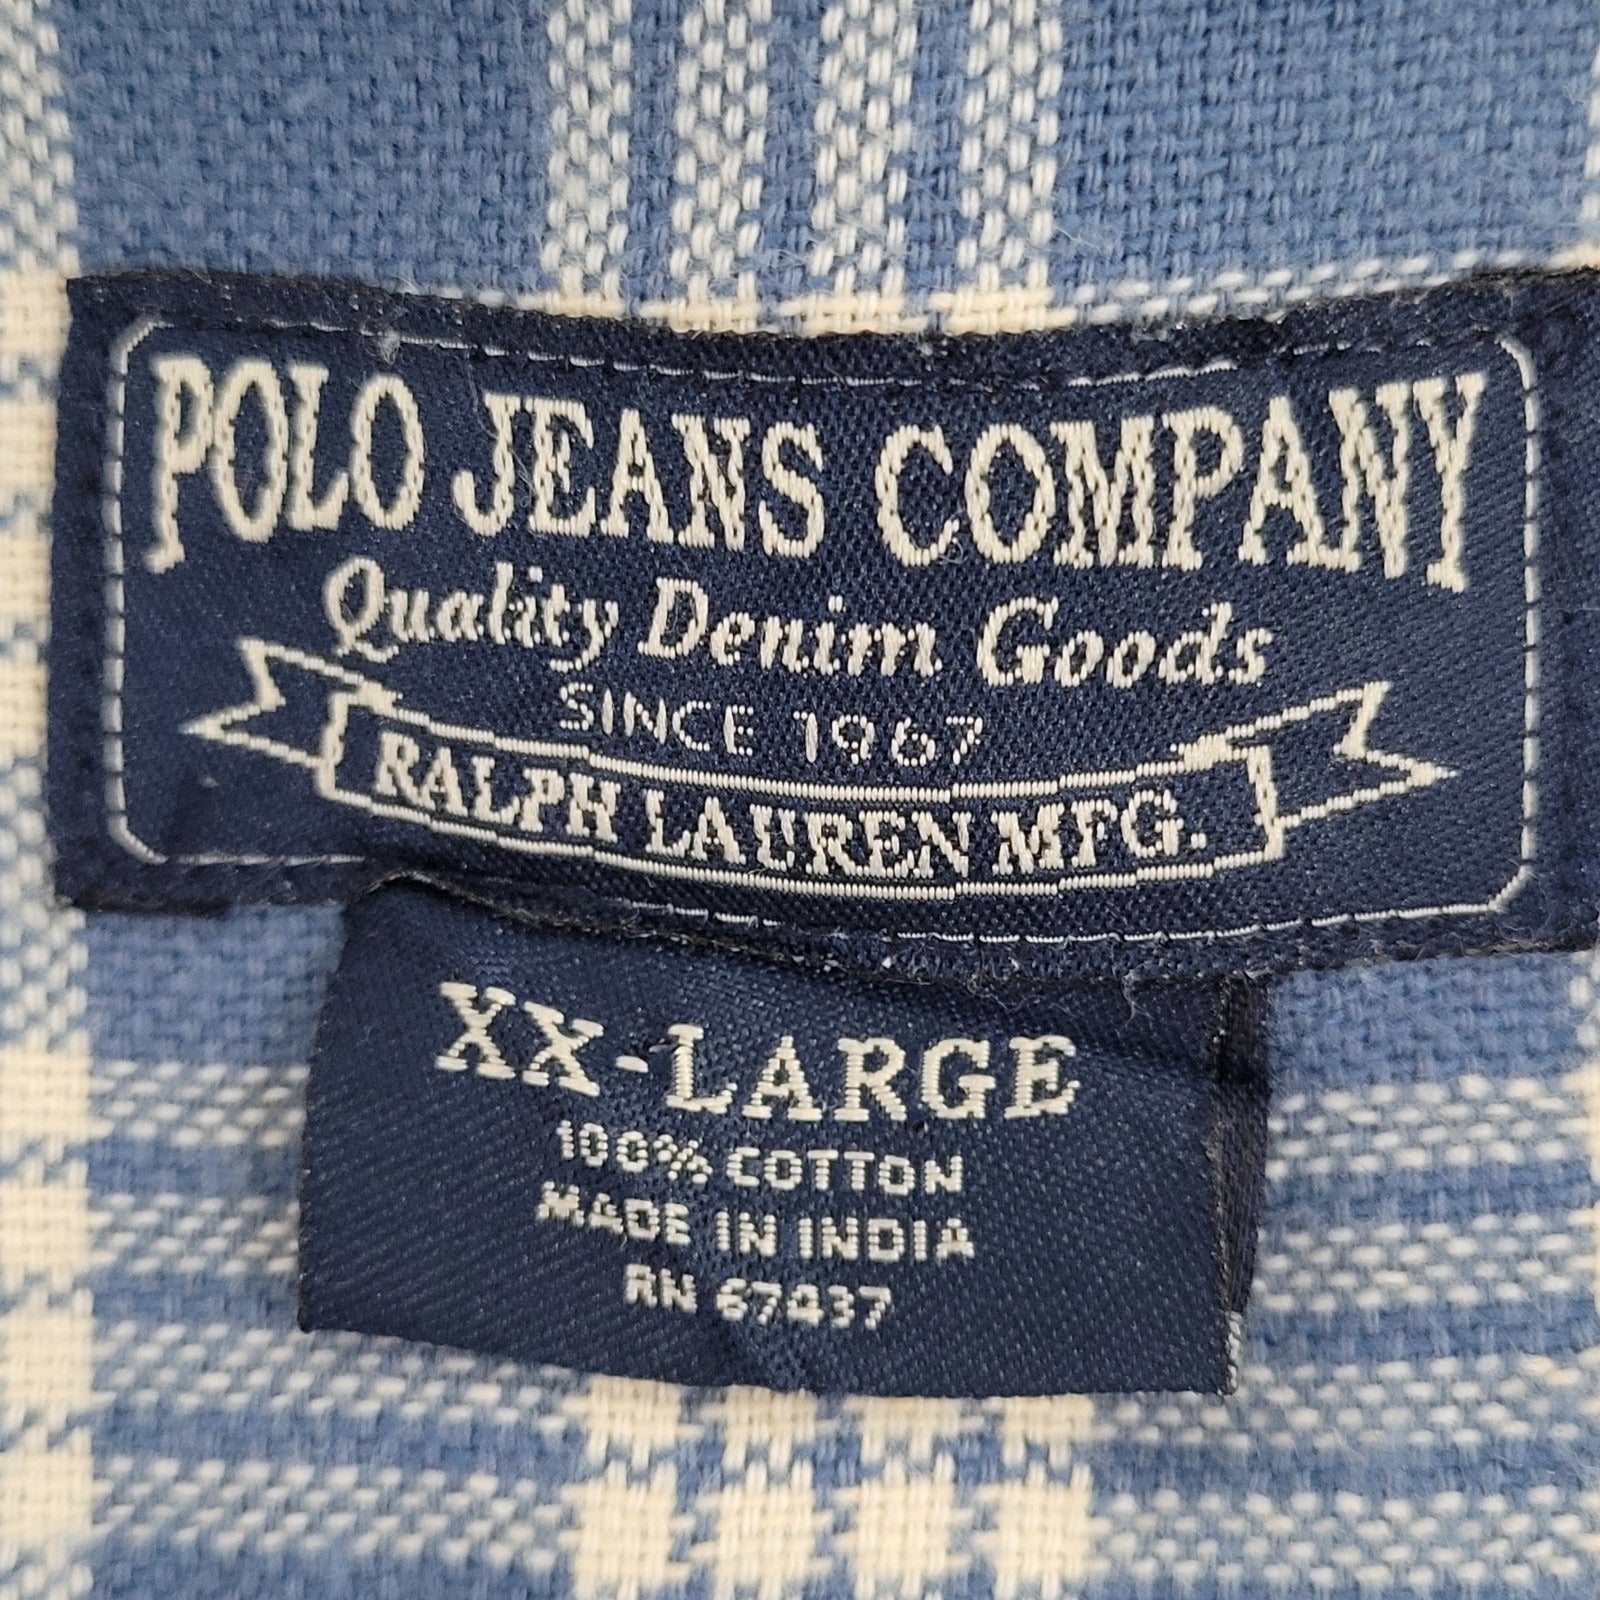 POLO JEANS COMPANY
Quality Denim Goods
SINCE 1967
RALPH LAUREN MFG.
XX-LARGE
100% COTTON
MADE IN INDIA
RN 67437